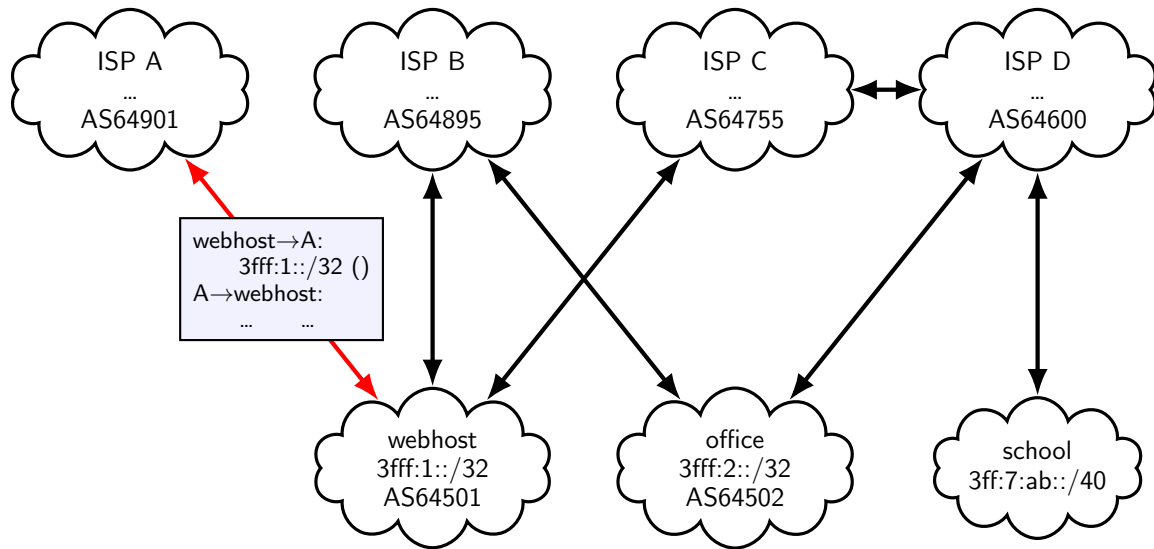 ISP A
...
AS64901
ISP B
...
AS64895
ISP C
...
AS64755
ISP D
...
AS64600
webhost→A:
3fff:1::/32 ()
A→webhost:
... ...
webhost
3fff:1::/32
AS64501
office
3fff:2::/32
AS64502
school
3ff:7:ab::/40